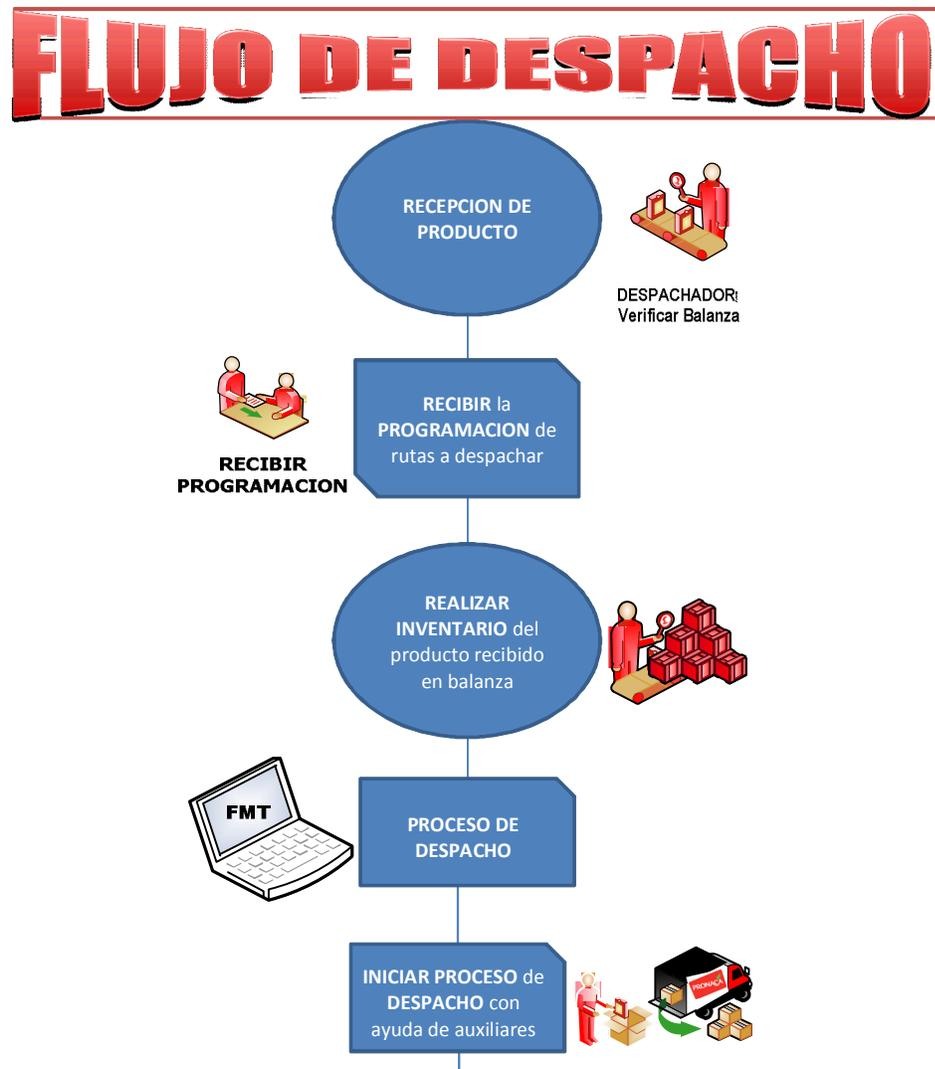 FLUJO DE DESPACHO
RECEPCION DE
PRODUCTO
DESPACHADOR:
Verificar Balanza
RECIBIR la
PROGRAMACION de
rutas a despachar
RECIBIR
PROGRAMACION
REALIZAR
INVENTARIO del
producto recibido
en balanza
FMT
PROCESO DE
DESPACHO
INICIAR PROCESO de
DESPACHO con
ayuda de auxiliares
PRONACA